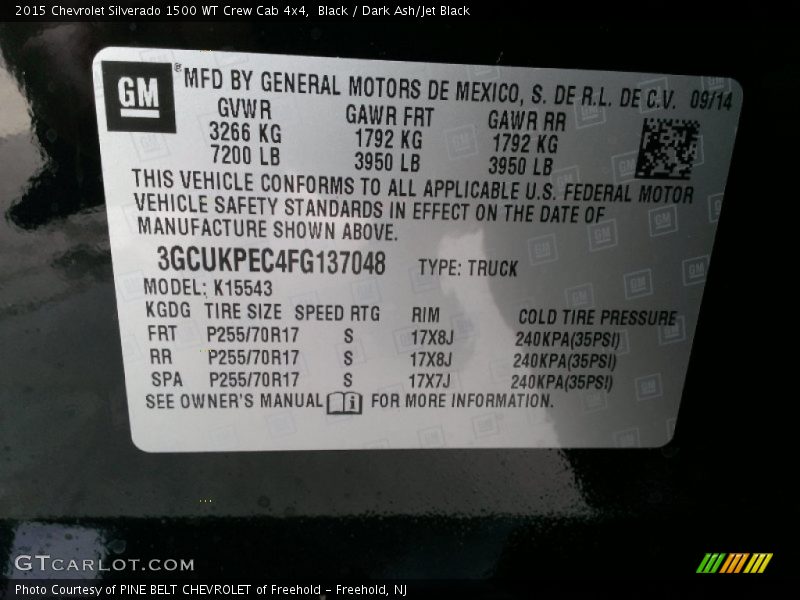 2015 Chevrolet Silverado 1500 WT Crew Cab 4x4,  Black / Dark Ash/Jet Black
GM® MFD BY GENERAL MOTORS DE MEXICO, S. DE R.L. DE C.V. 09/14
GVWR GAWR FRT GAWR RR
3266 KG 1792 KG 1792 KG
7200 LB 3950 LB 3950 LB
THIS VEHICLE CONFORMS TO ALL APPLICABLE U.S. FEDERAL MOTOR
VEHICLE SAFETY STANDARDS IN EFFECT ON THE DATE OF
MANUFACTURE SHOWN ABOVE.
3GCUKPEC4FG137048 TYPE: TRUCK
MODEL: K15543
KGDG TIRE SIZE SPEED RTG RIM COLD TIRE PRESSURE
FRT P255/70R17 S 17X8J 240KPA(35PSI)
RR P255/70R17 S 17X8J 240KPA(35PSI)
SPA P255/70R17 S 17X7J 240KPA(35PSI)
SEE OWNER'S MANUAL i FOR MORE INFORMATION.
GTCARLOT.COM
Photo Courtesy of PINE BELT CHEVROLET of Freehold - Freehold, NJ